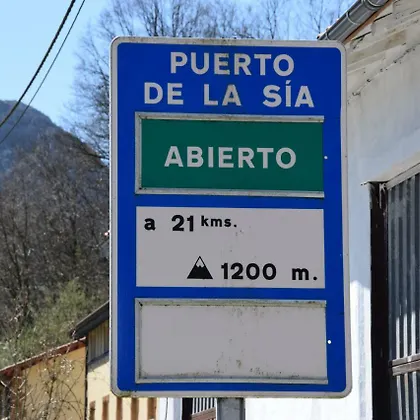 PUERTO
DE LA SÍA
ABIERTO
a 21 kms.
1200 m.